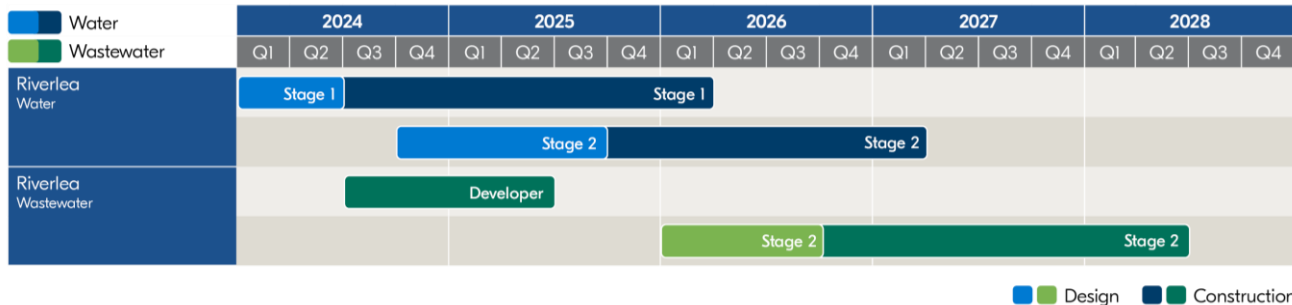 Water
2024 2025 2026 2027 2028
Wastewater
Q1 Q2 Q3 Q4 Q1 Q2 Q3 Q4 Q1 Q2 Q3 Q4 Q1 Q2 Q3 Q4 Q1 Q2 Q3 Q4
Riverlea
Water
Stage 1 Stage 1
Stage 2 Stage 2
Riverlea
Wastewater
Developer
Stage 2 Stage 2
Design Construction